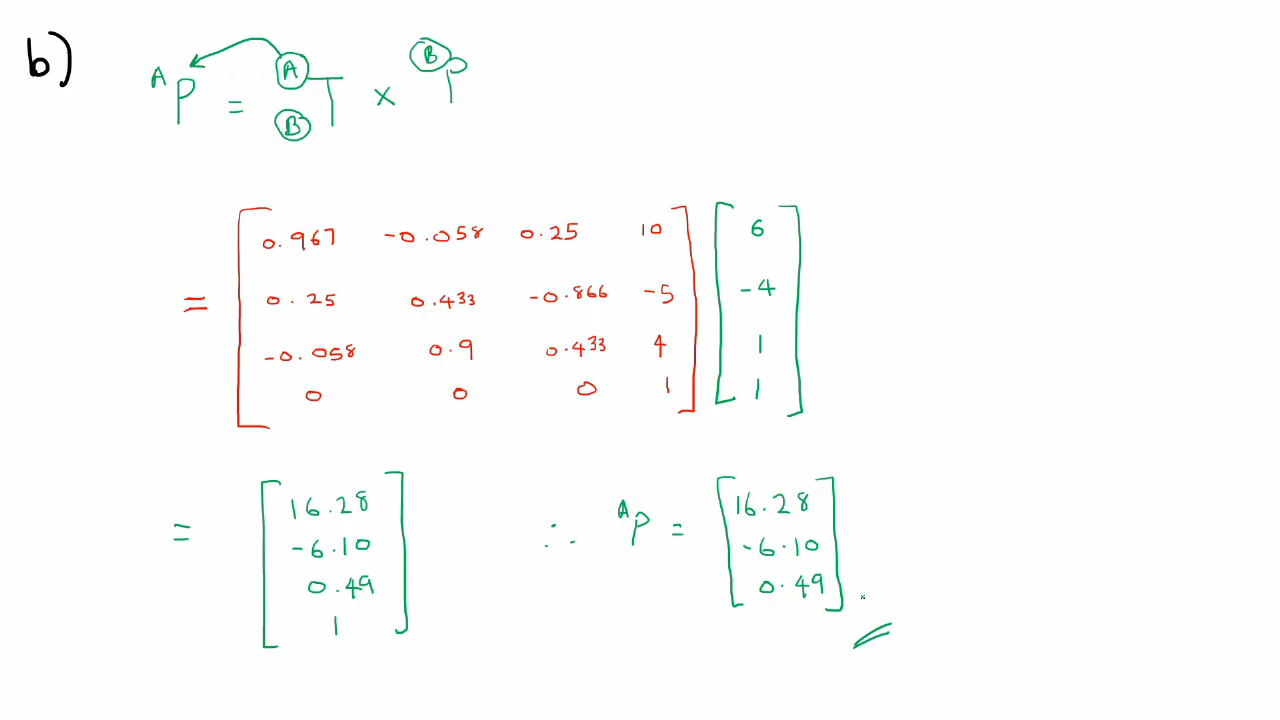 b)
A P = A B T × B P
= [ 0.967 -0.058 0.25 10 ] [ 6 ]
0.25 0.433 -0.866 -5 -4
-0.058 0.9 0.433 4 1
0 0 0 1 1
= [ 16.28 ] ∴ A P = [ 16.28 ]
-6.10 -6.10
0.49 0.49
1